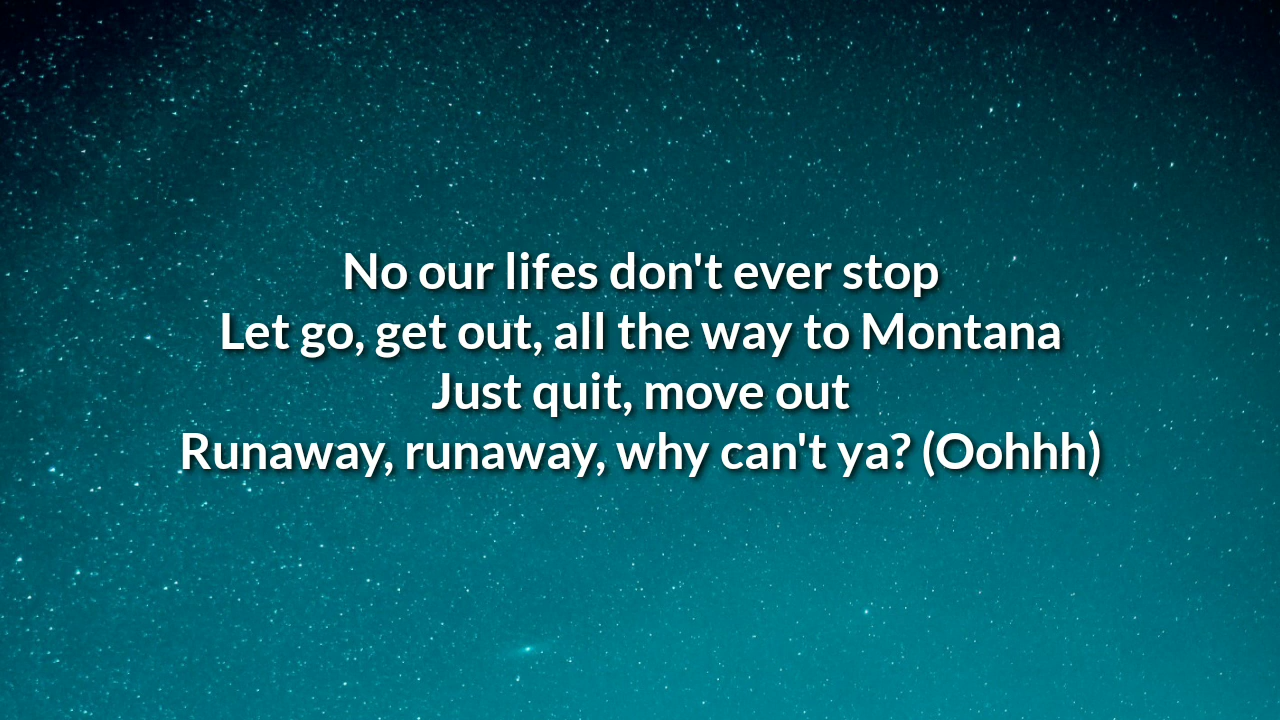 No our lifes don't ever stop
Let go, get out, all the way to Montana
Just quit, move out
Runaway, runaway, why can't ya? (Oohhh)